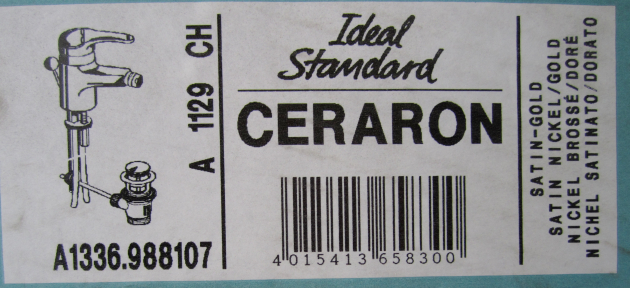 A1336.988107
A 1129 CH
Ideal
Standard
CERARON
4 015413 658300
SATIN-GOLD
SATIN NICKEL/GOLD
NICKEL BROSSÉ/DORÉ
NICHEL SATINATO/DORATO